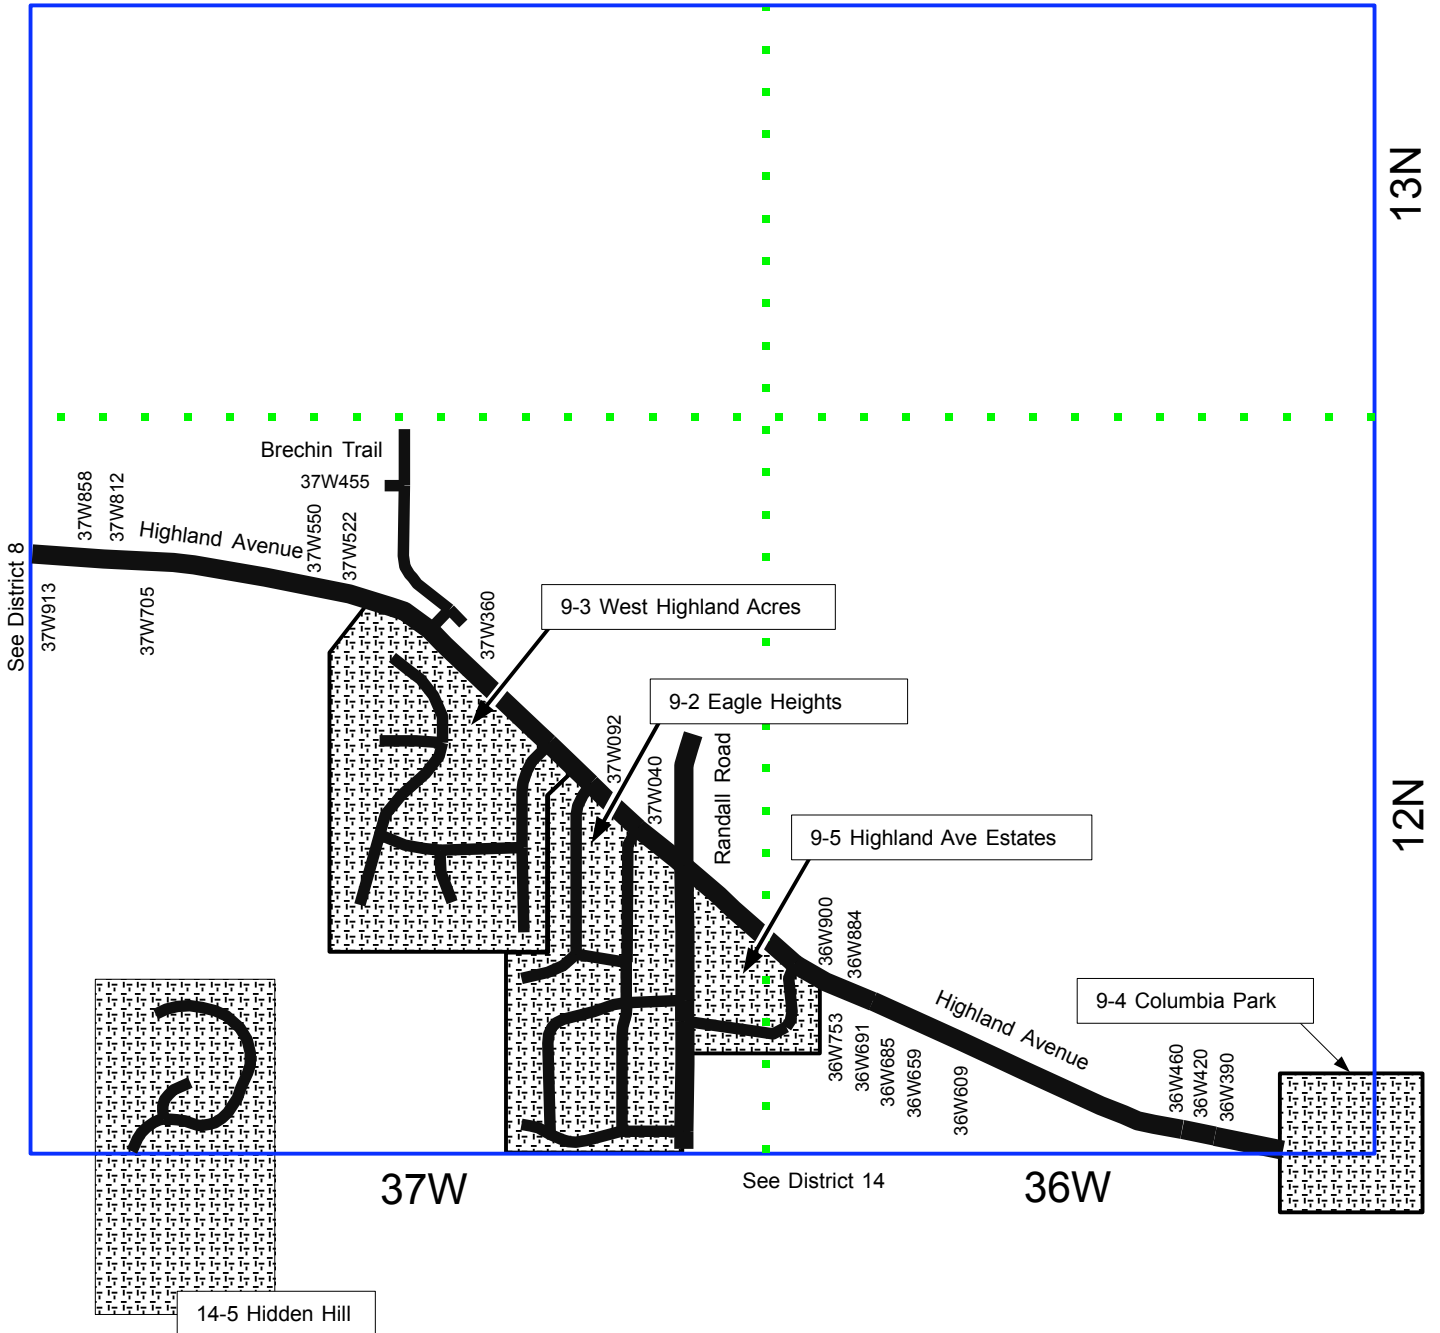 13N
Brechin Trail
37W455
37W858
37W812
Highland Avenue
37W550
37W522
See District 8
37W913
37W705
37W360
9-3 West Highland Acres
9-2 Eagle Heights
37W092
37W040
Randall Road
12N
9-5 Highland Ave Estates
36W900
36W884
Highland Avenue
9-4 Columbia Park
36W753
36W691
36W685
36W659
36W609
36W460
36W420
36W390
37W
See District 14
36W
14-5 Hidden Hill